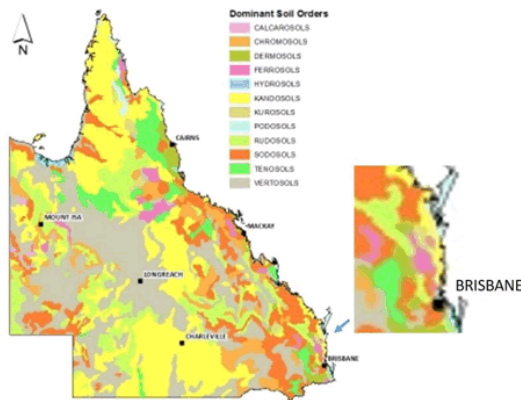 Dominant Soil Orders
CALCAROSOLS
CHROMOSOLS
DERMOSOLS
FERROSOLS
HYDROSOLS
KANDOSOLS
KUROSOLS
PODOSOLS
RUDOSOLS
SODOSOLS
TENOSOLS
VERTOSOLS
N
CAIRNS
MOUNT ISA
MACKAY
LONGREACH
CHARLEVILLE
BRISBANE
BRISBANE